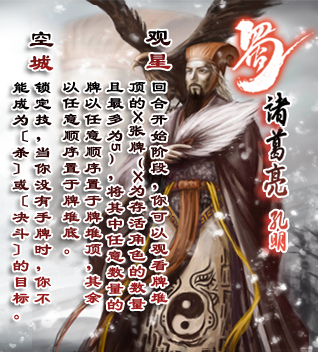 蜀
诸葛亮
孔明
观星
回合开始阶段，你可以观看牌堆
顶的X张牌（X为存活角色的数量
且最多为5），将其中任意数量的
牌以任意顺序置于牌堆顶，其余
以任意顺序置于牌堆底。
空城
锁定技，当你没有手牌时，你不
能成为〔杀〕或〔决斗〕的目标。